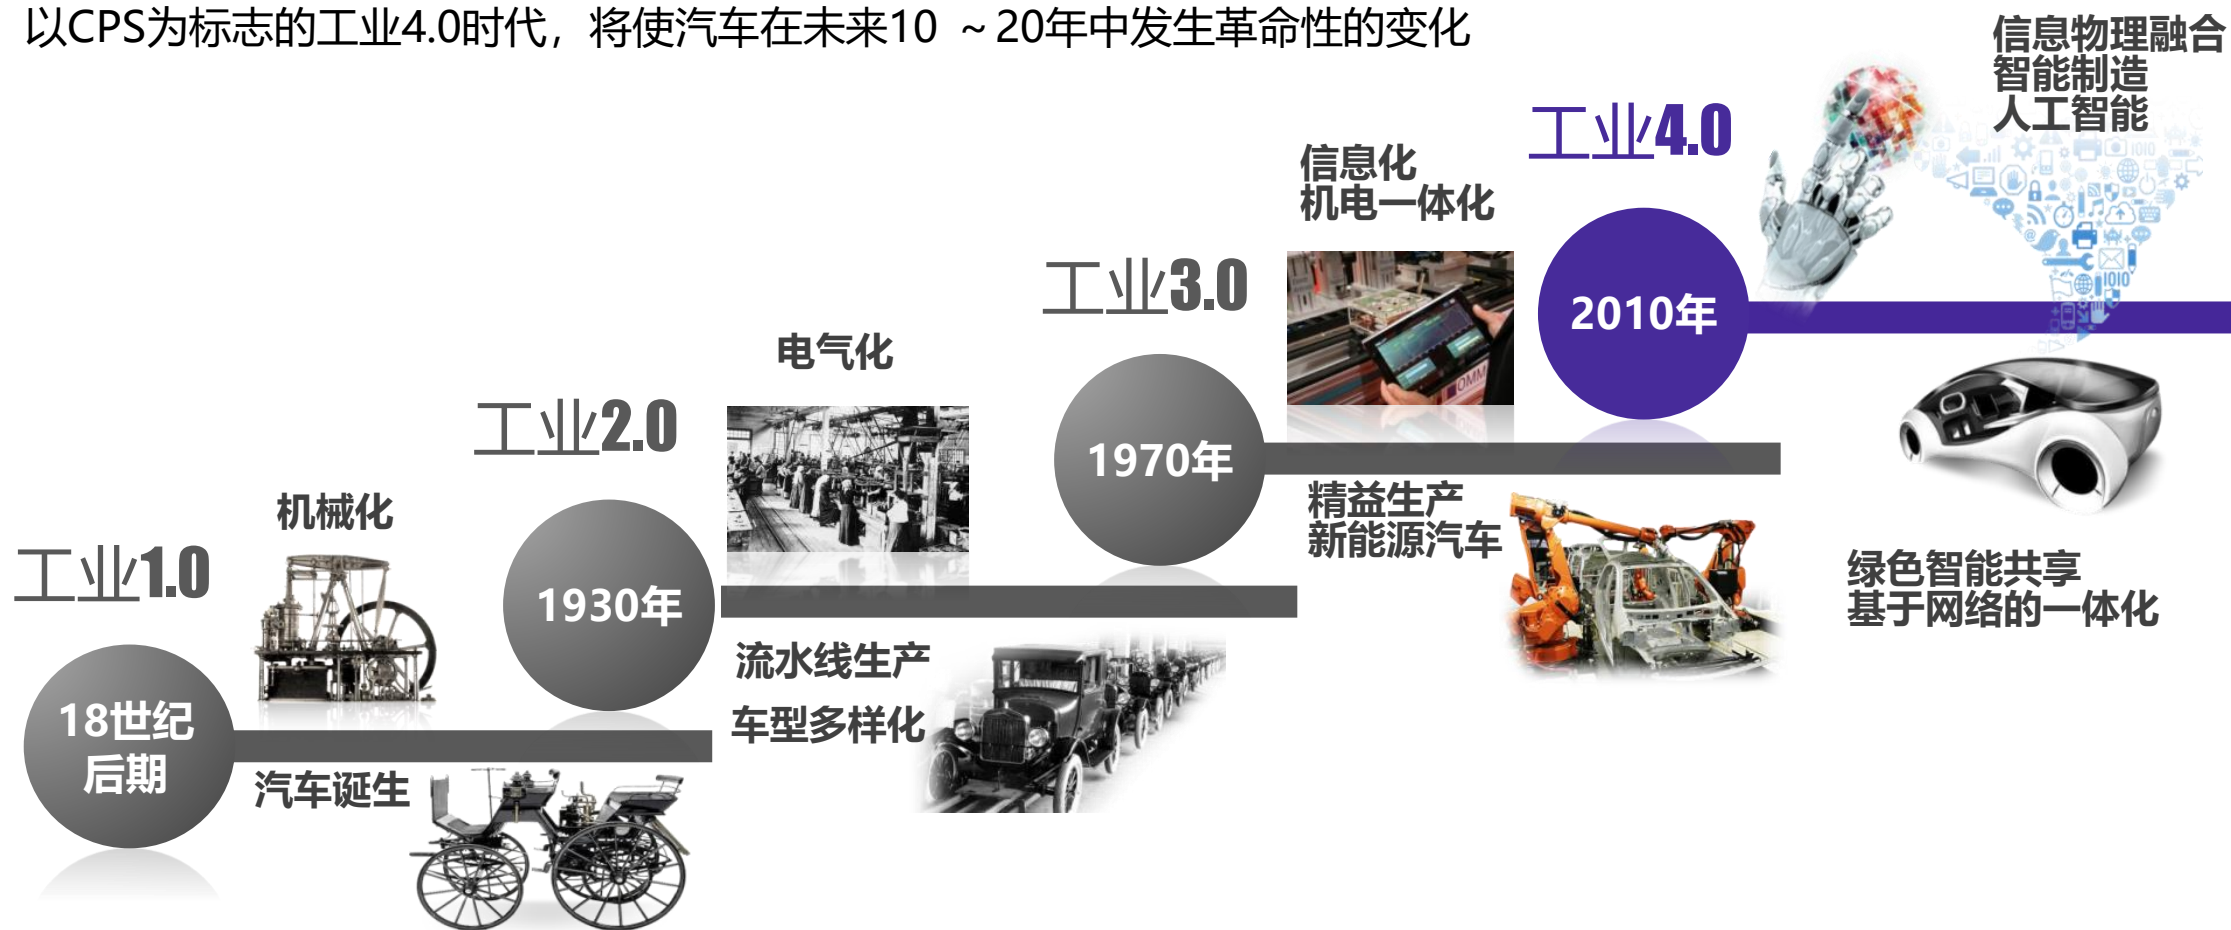 以CPS为标志的工业4.0时代，将使汽车在未来10 ～20年中发生革命性的变化
信息物理融合
智能制造
人工智能
工业4.0
信息化
机电一体化
2010年
工业3.0
电气化
1970年
精益生产
新能源汽车
绿色智能共享
基于网络的一体化
工业2.0
机械化
1930年
流水线生产
车型多样化
工业1.0
18世纪
后期
汽车诞生
OMM
1010
1010